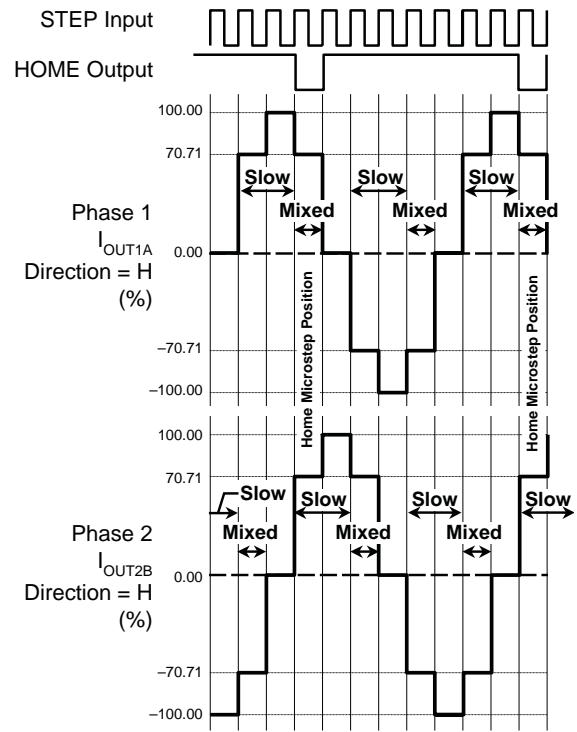 STEP Input
HOME Output
100.00
70.71
Slow
Slow
Slow
Mixed
Mixed
Mixed
Phase 1
IOUT1A
Direction = H
(%)
0.00
Home Microstep Position
Home Microstep Position
–70.71
–100.00
100.00
70.71
Slow
Slow
Slow
Slow
Mixed
Mixed
Mixed
Phase 2
IOUT2B
Direction = H
(%)
0.00
–70.71
–100.00